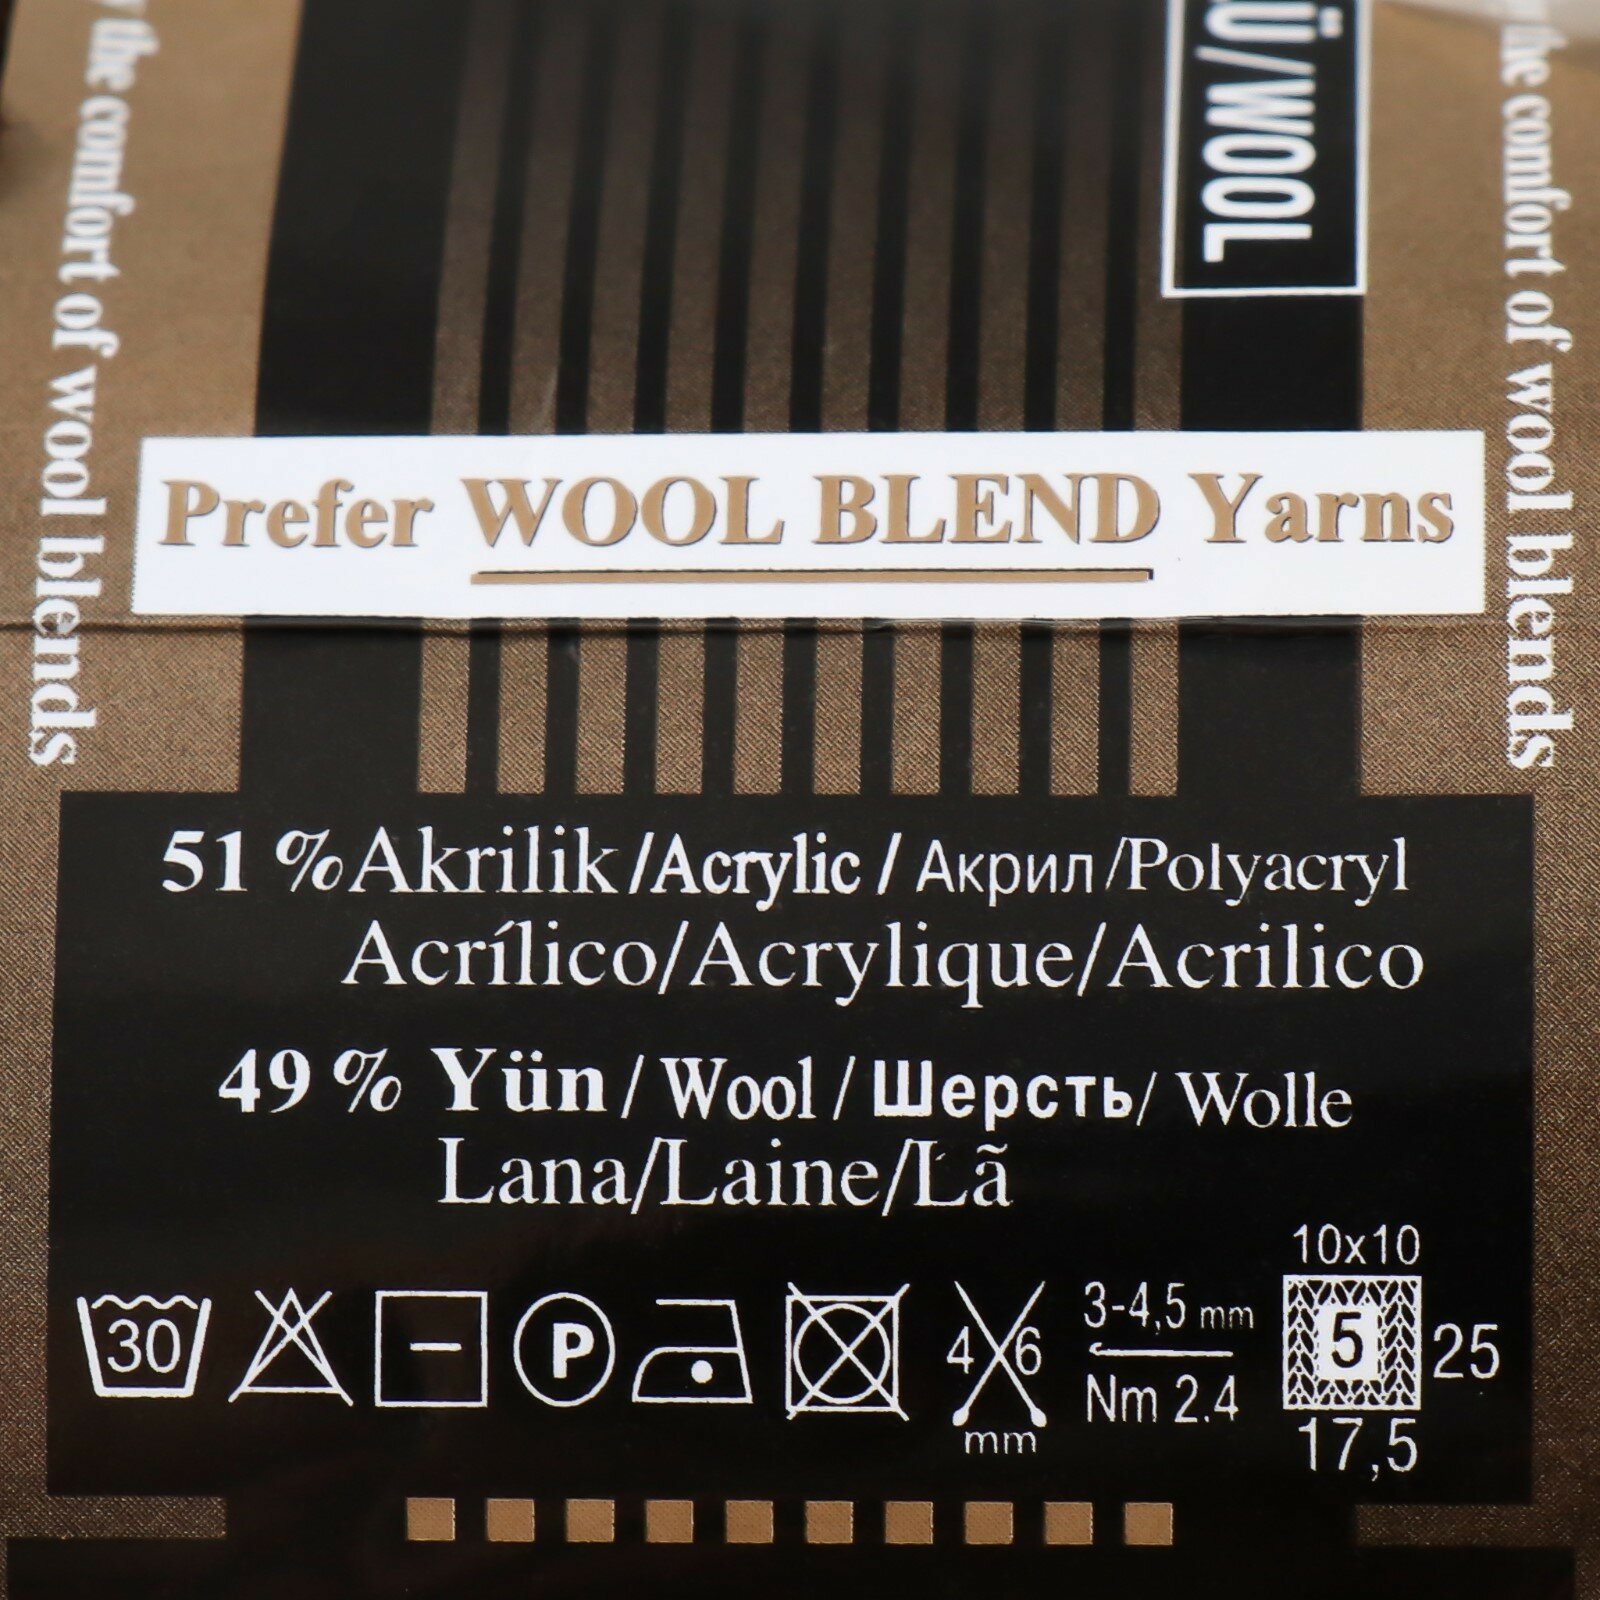 the comfort of wool blends
Ü/WOOL
the comfort of wool blends
Prefer WOOL BLEND Yarns
51 % Akrilik / Acrylic / Акрил / Polyacryl
Acrílico/Acrylique/Acrilico
49 % Yün / Wool / Шерсть / Wolle
Lana/Laine/Lã
10x10
30
P
4 6
mm
3-4,5 mm
Nm 2.4
5
25
17,5